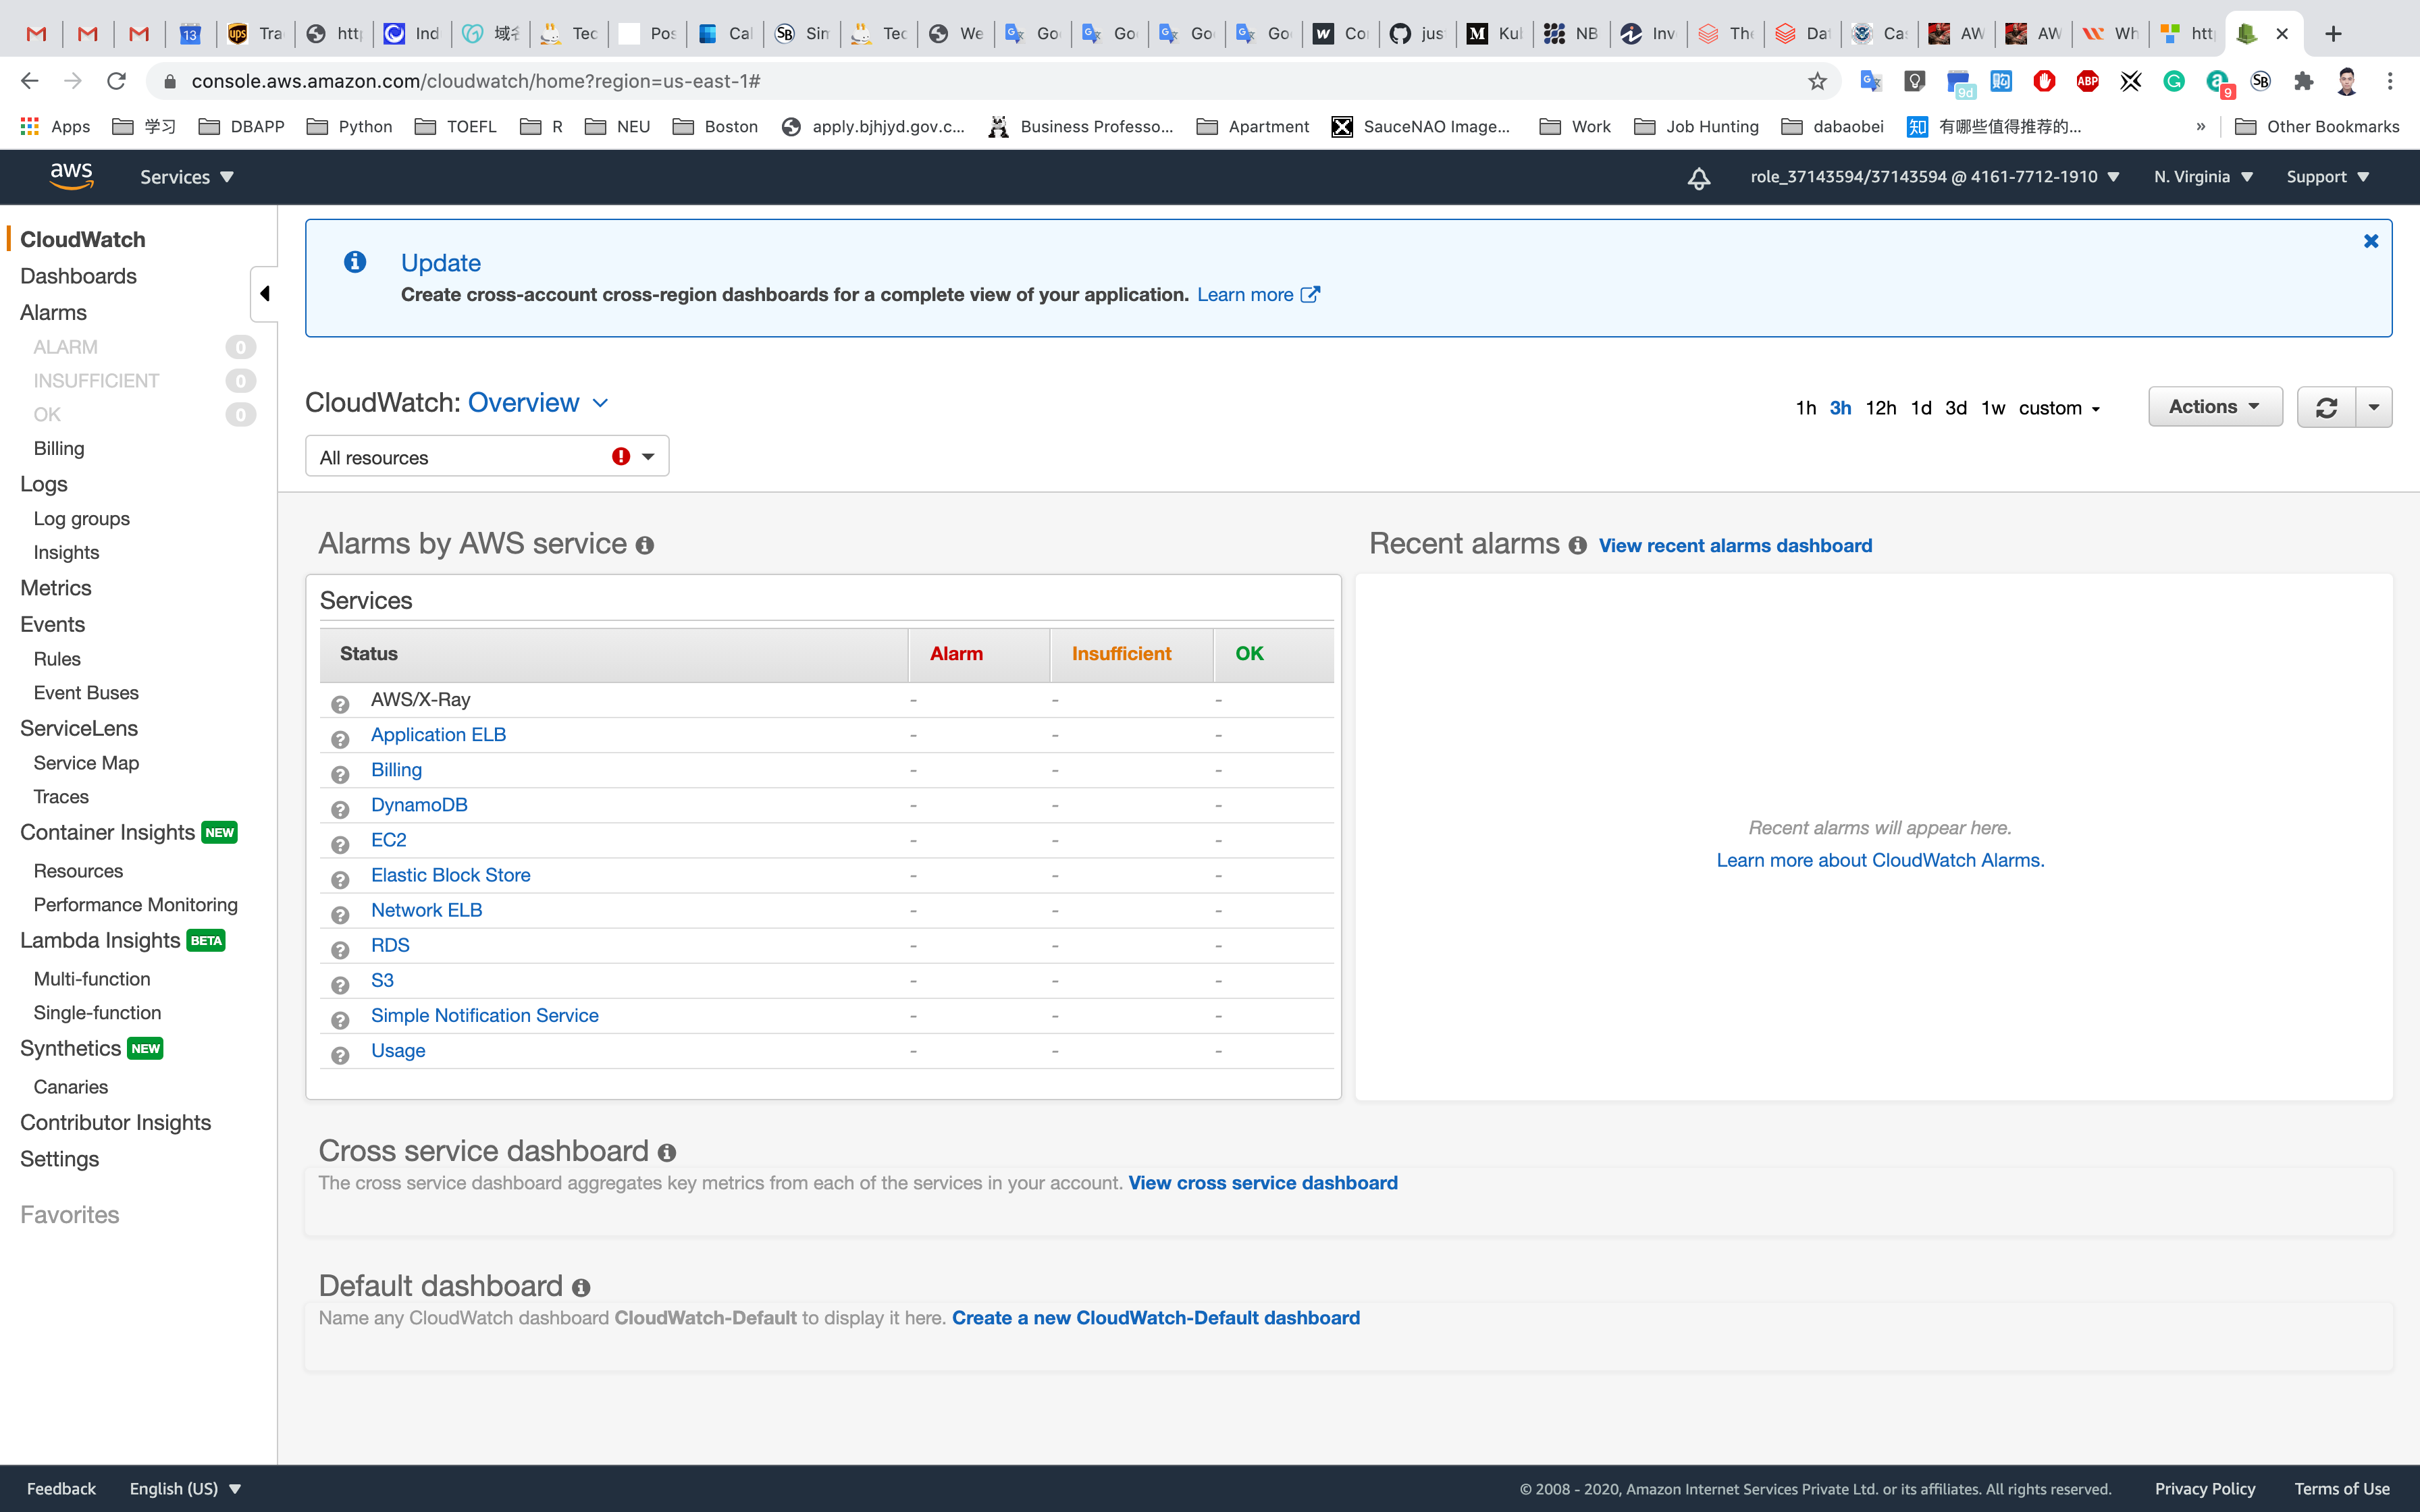 13 Tra htt Ind 域名 Tec Pos Cal Sim Tec We Go Go Go Go Cor jus Kub NB Inv The Dat Cas AW AW Wh htt
console.aws.amazon.com/cloudwatch/home?region=us-east-1#
9d ABP 9 SB
Apps 学习 DBAPP Python TOEFL R NEU Boston apply.bjhjyd.gov.c... Business Professo... Apartment SauceNAO Image... Work Job Hunting dabaobei 知 有哪些值得推荐的... » Other Bookmarks
aws Services role_37143594/37143594 @ 4161-7712-1910 N. Virginia Support
CloudWatch
Dashboards
Alarms
ALARM 0
INSUFFICIENT 0
OK 0
Billing
Logs
Log groups
Insights
Metrics
Events
Rules
Event Buses
ServiceLens
Service Map
Traces
Container Insights NEW
Resources
Performance Monitoring
Lambda Insights BETA
Multi-function
Single-function
Synthetics NEW
Canaries
Contributor Insights
Settings
Favorites
Update
Create cross-account cross-region dashboards for a complete view of your application. Learn more
CloudWatch: Overview
1h 3h 12h 1d 3d 1w custom Actions
All resources
Alarms by AWS service
Services
Status Alarm Insufficient OK
AWS/X-Ray - - -
Application ELB - - -
Billing - - -
DynamoDB - - -
EC2 - - -
Elastic Block Store - - -
Network ELB - - -
RDS - - -
S3 - - -
Simple Notification Service - - -
Usage - - -
Recent alarms View recent alarms dashboard
Recent alarms will appear here.
Learn more about CloudWatch Alarms.
Cross service dashboard
The cross service dashboard aggregates key metrics from each of the services in your account. View cross service dashboard
Default dashboard
Name any CloudWatch dashboard CloudWatch-Default to display it here. Create a new CloudWatch-Default dashboard
Feedback English (US) © 2008 - 2020, Amazon Internet Services Private Ltd. or its affiliates. All rights reserved. Privacy Policy Terms of Use